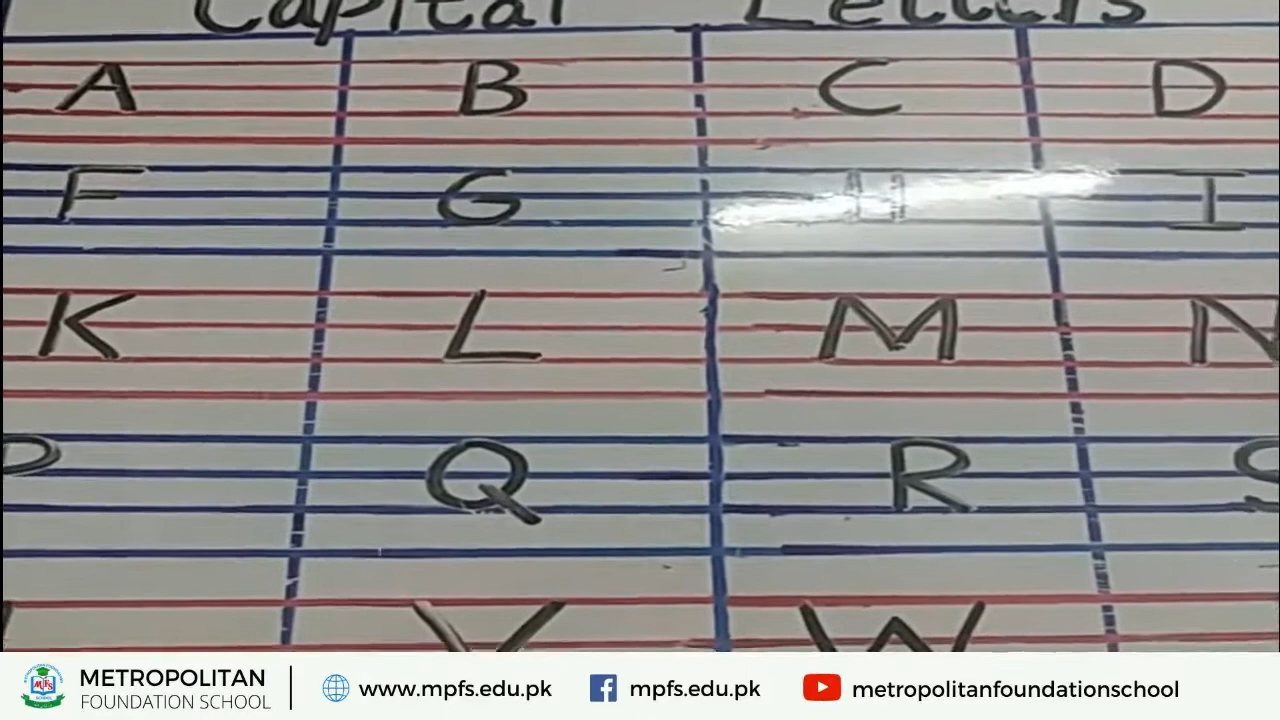 Capital Letters
A B C D
F G H I
K L M N
P Q R S
V W
METROPOLITAN
FOUNDATION SCHOOL
www.mpfs.edu.pk
mpfs.edu.pk
metropolitanfoundationschool